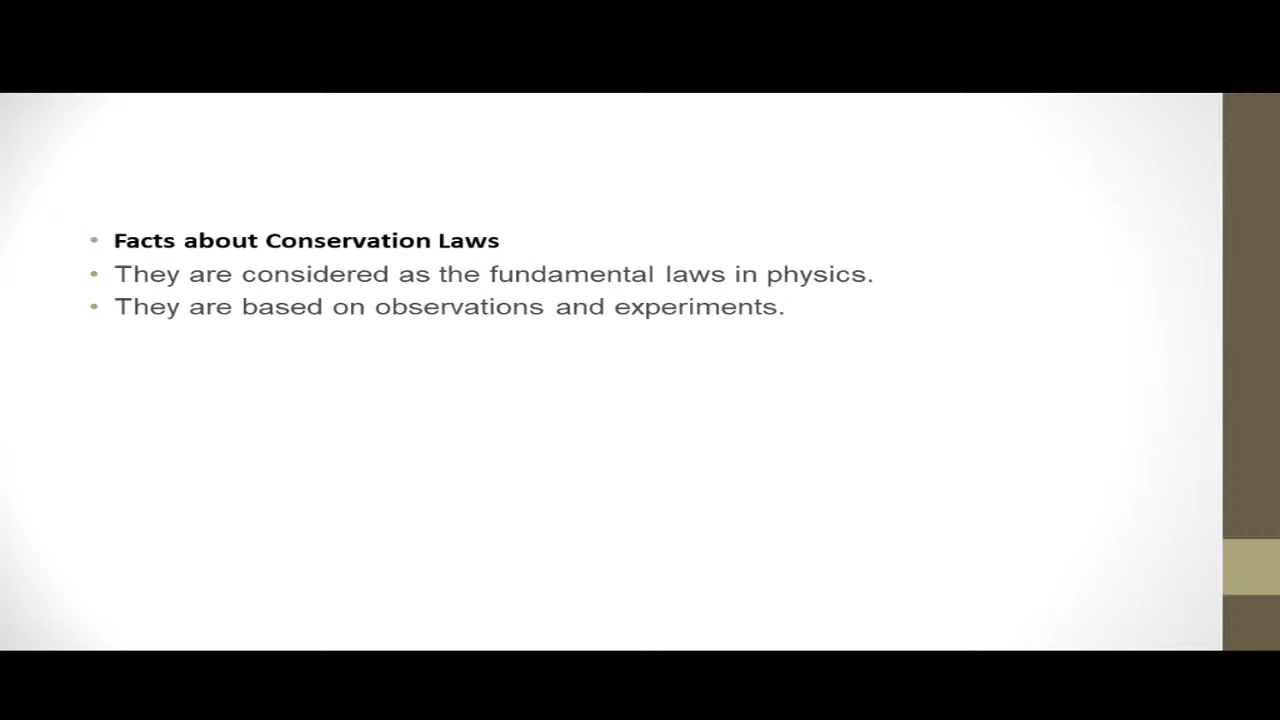 • Facts about Conservation Laws
• They are considered as the fundamental laws in physics.
• They are based on observations and experiments.